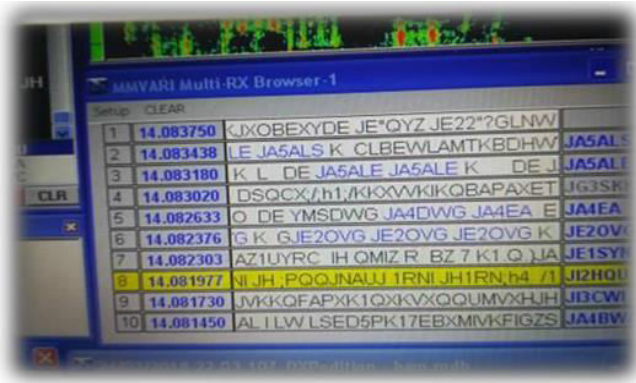 JH
MMVARI Multi-RX Browser-1
Setup CLEAR
1 14.083750 KJXOBEXYDE JE"QYZ JE22"?GLNW
2 14.083438 LE JA5ALS K CLBEWLAMTKBDHW JA5ALS
3 14.083180 K L DE JA5ALE JA5ALE K DE J JA5ALE
4 14.083020 DSQCX;/,h1;/KKXWVKIKQBAPAXET JG3SK
5 14.082633 O DE YMSDWG JA4DWG JA4EA E JA4EA
6 14.082376 G K GJE2OVG JE2OVG JE2OVG K JE2OV
7 14.082303 AZ1UYRC IH QMIZ R BZ 7 K1.Q )JA JE1SYN
8 14.081977 NI JH ,PQQJNAUJ 1RNI JH1RN;h4 /1 JI2HQU
9 14.081730 JVKKQFAPXK1QXKVXQQUMVXHJH JI3CWI
10 14.081450 AL I LW LSED5PK17EBXMIVKFIGZS JA4BW
CLR